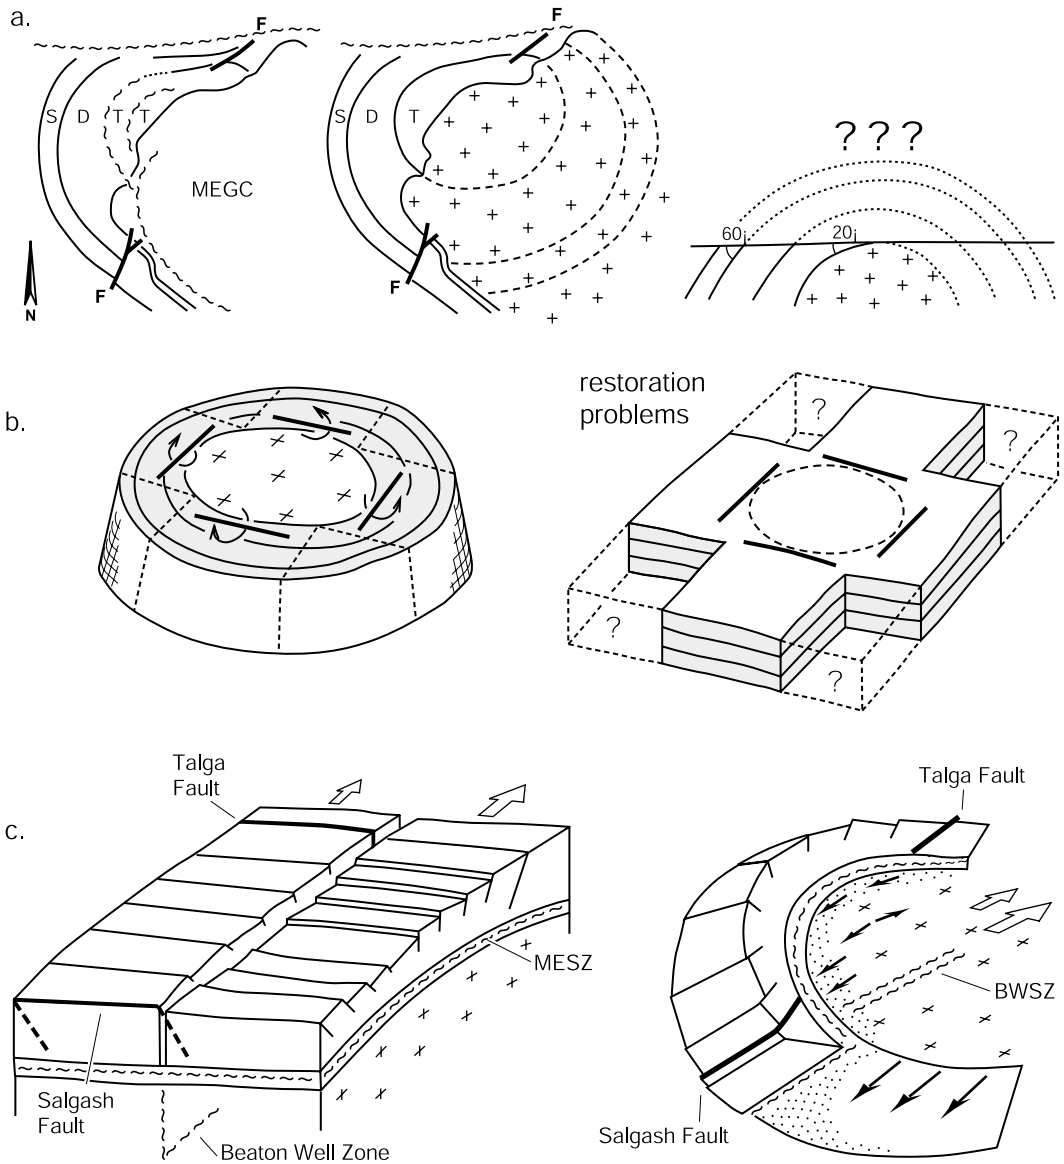 a.
F
F
S D T T
S D T
MEGC
? ? ?
60
20
F
F
N
b.
restoration
problems
?
?
?
?
c.
Talga
Fault
Talga Fault
MESZ
BWSZ
Salgash
Fault
Salgash Fault
Beaton Well Zone